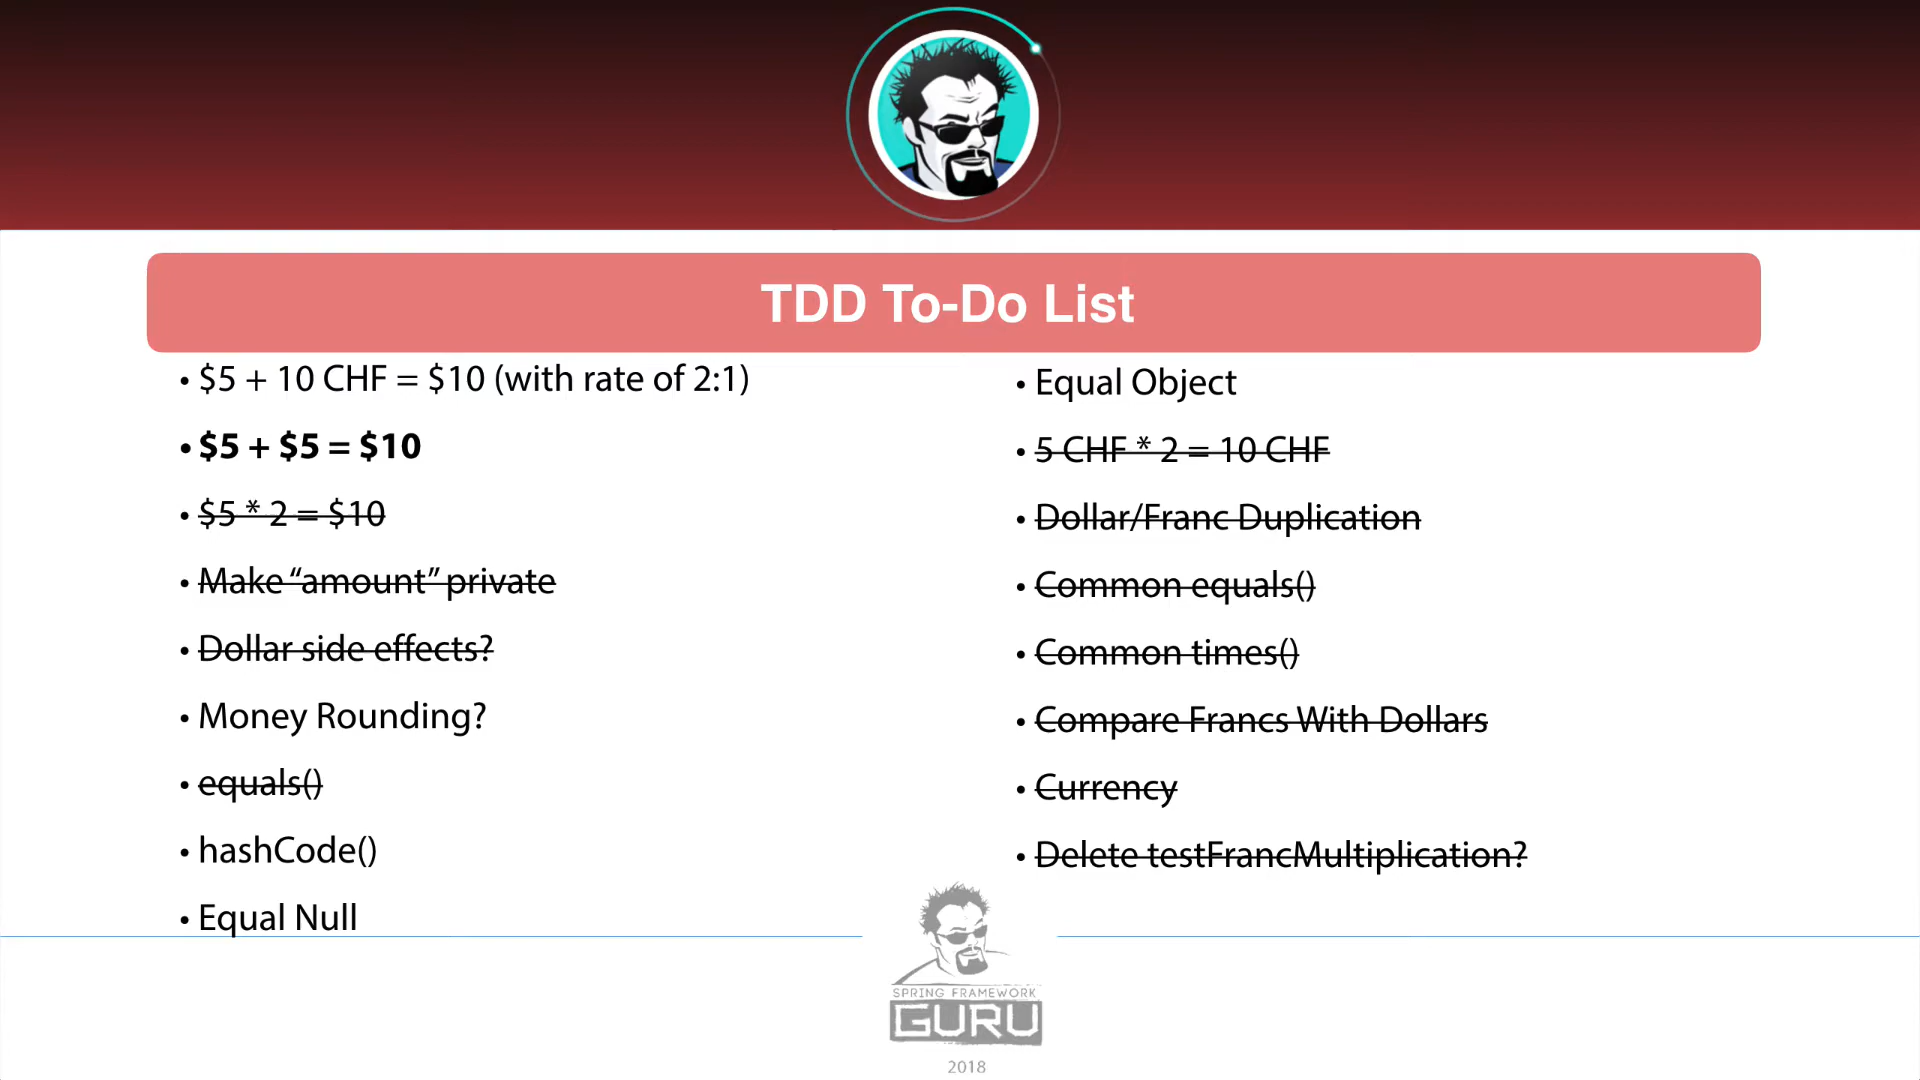 TDD To-Do List
• $5 + 10 CHF = $10 (with rate of 2:1)
• $5 + $5 = $10
• $5 * 2 = $10
• Make “amount” private
• Dollar side effects?
• Money Rounding?
• equals()
• hashCode()
• Equal Null
• Equal Object
• 5 CHF * 2 = 10 CHF
• Dollar/Franc Duplication
• Common equals()
• Common times()
• Compare Francs With Dollars
• Currency
• Delete testFrancMultiplication?
SPRING FRAMEWORK
GURU
2018